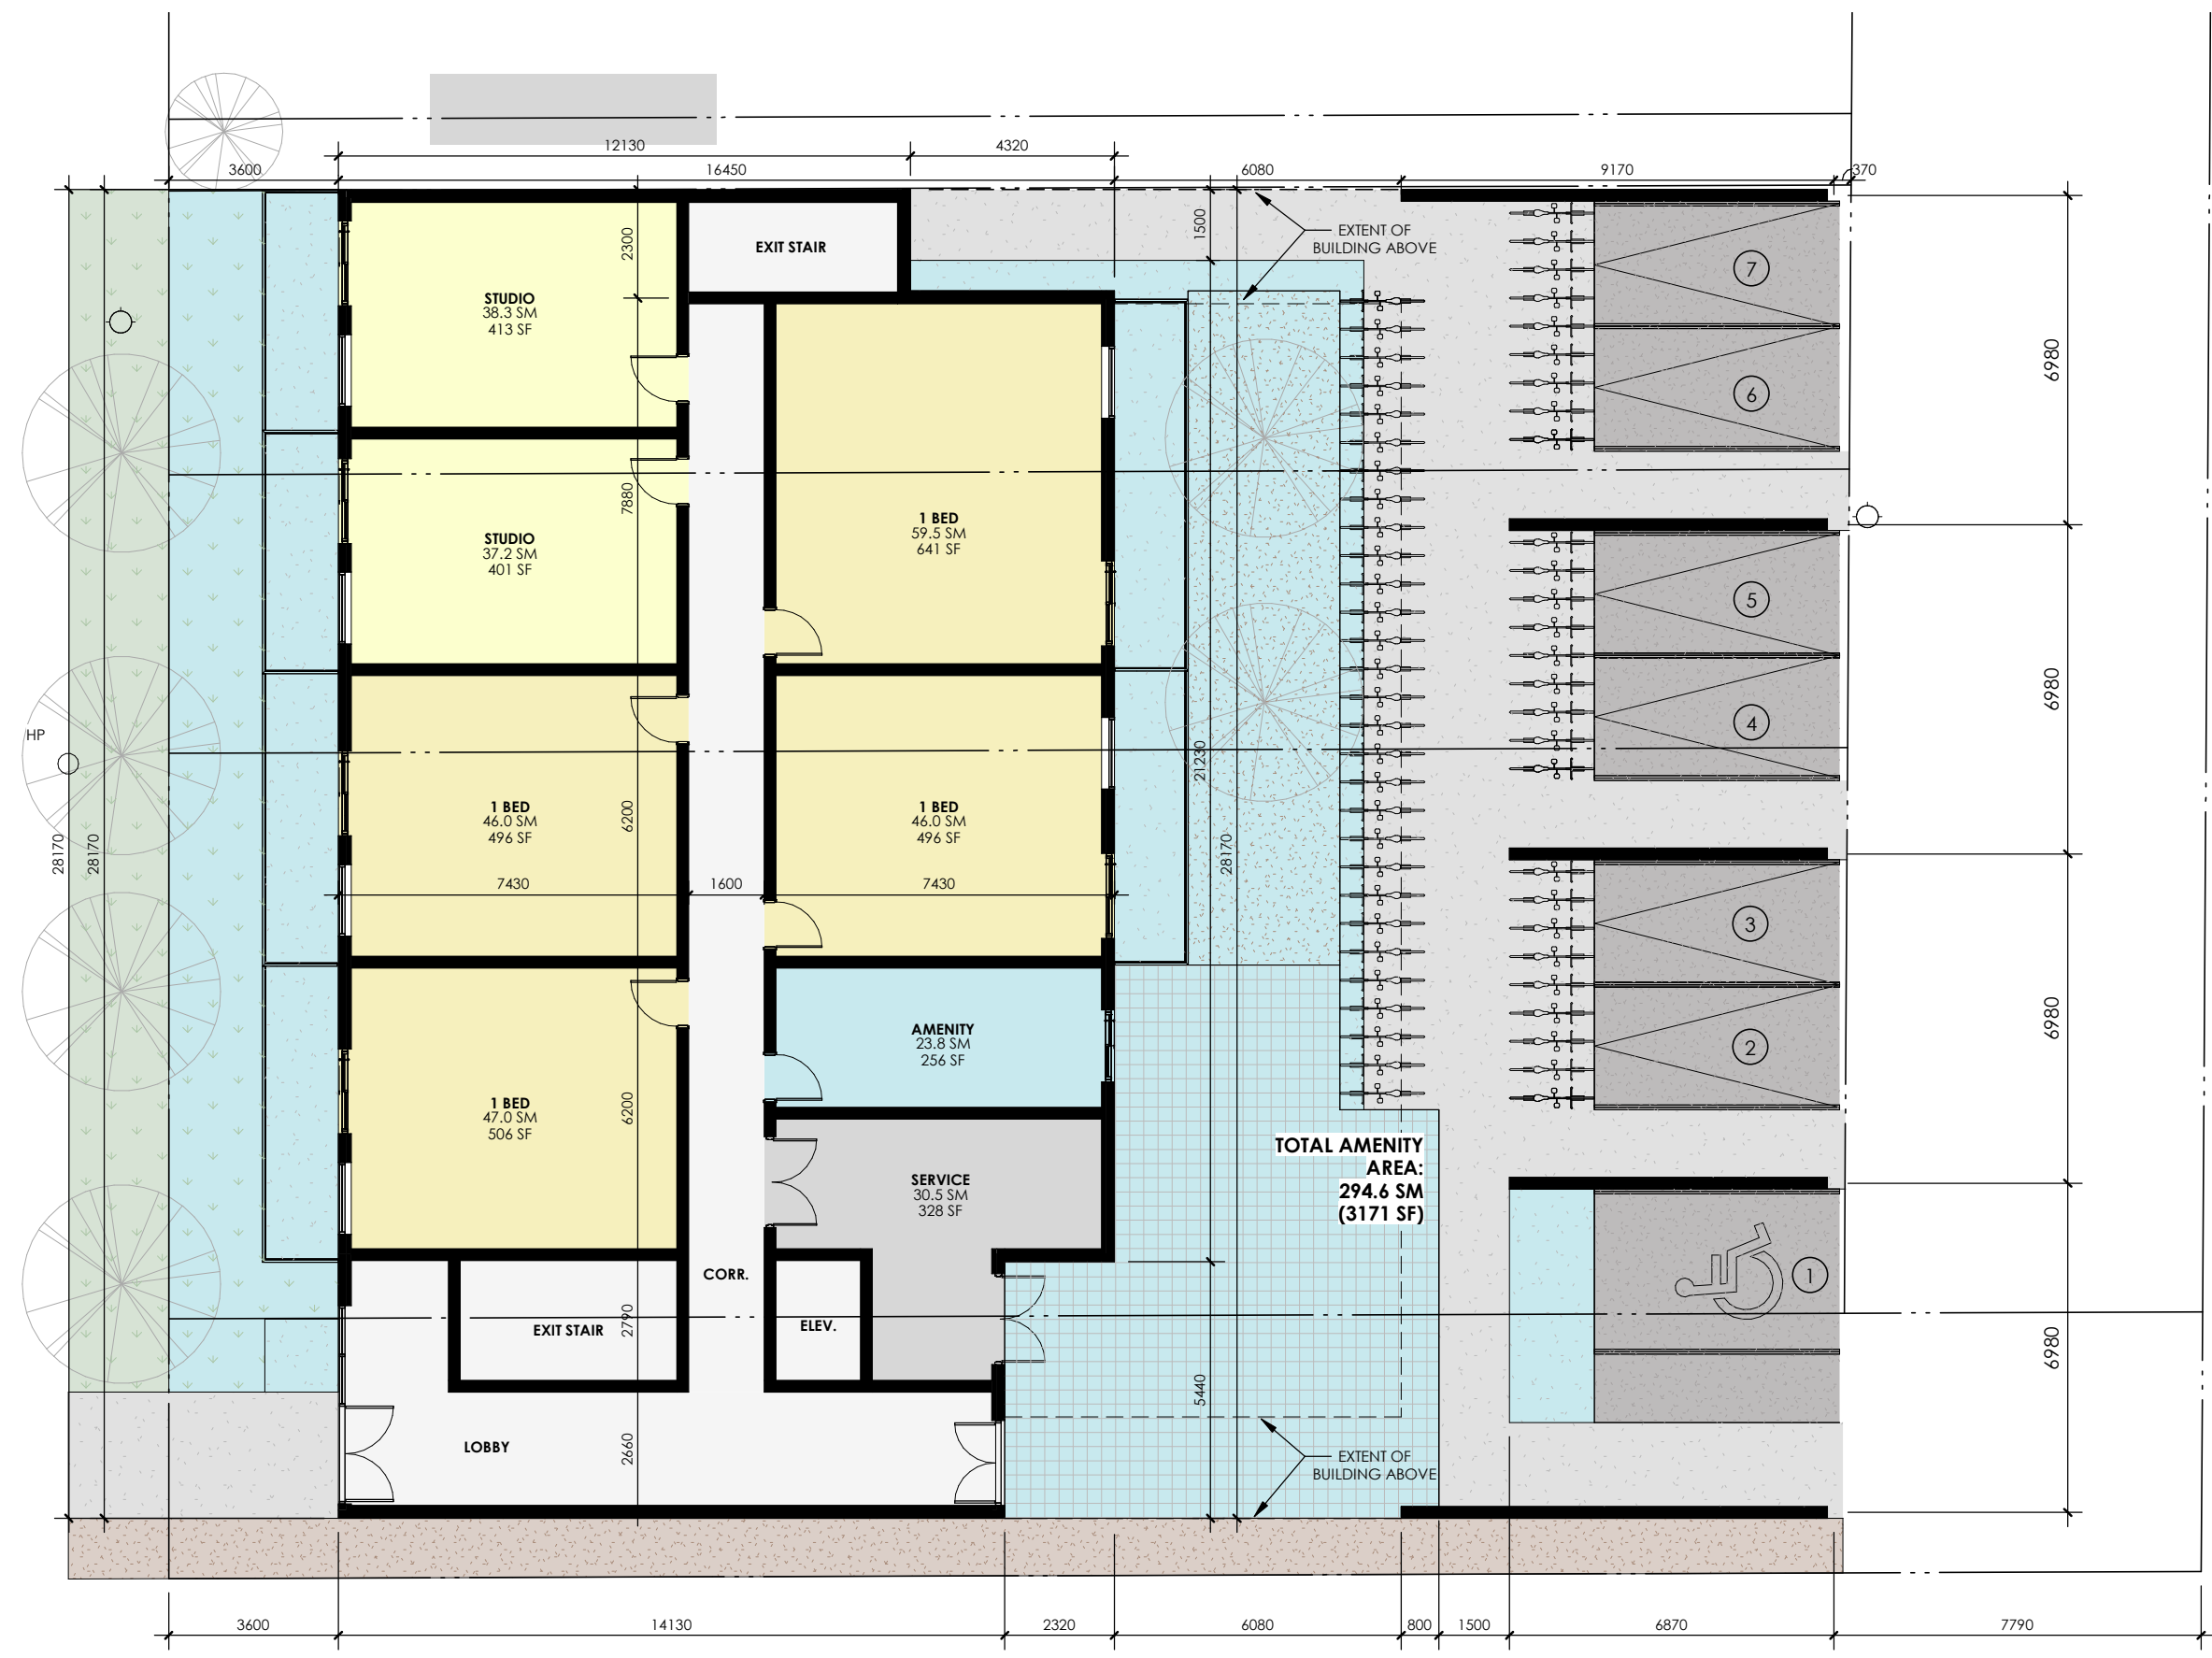 12130
4320
3600
16450
6080
9170
370
2300
EXIT STAIR
1500
EXTENT OF
BUILDING ABOVE
7
STUDIO
38.3 SM
413 SF
6980
6
7880
STUDIO
37.2 SM
401 SF
1 BED
59.5 SM
641 SF
5
6980
4
HP
21230
1 BED
46.0 SM
496 SF
6200
1 BED
46.0 SM
496 SF
28170
28170
28170
7430
1600
7430
3
AMENITY
23.8 SM
256 SF
6980
2
1 BED
47.0 SM
506 SF
6200
TOTAL AMENITY
AREA:
294.6 SM
(3171 SF)
SERVICE
30.5 SM
328 SF
CORR.
1
EXIT STAIR
2790
ELEV.
6980
5440
LOBBY
2660
EXTENT OF
BUILDING ABOVE
3600
14130
2320
6080
800
1500
6870
7790